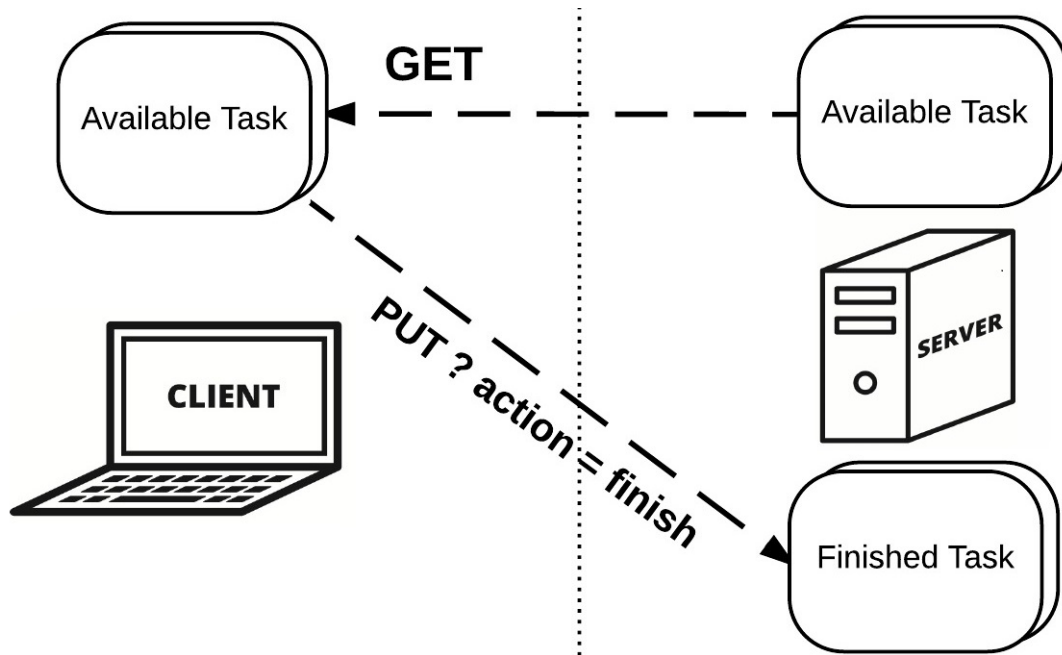 GET
Available Task
Available Task
PUT ? action = finish
CLIENT
SERVER
Finished Task